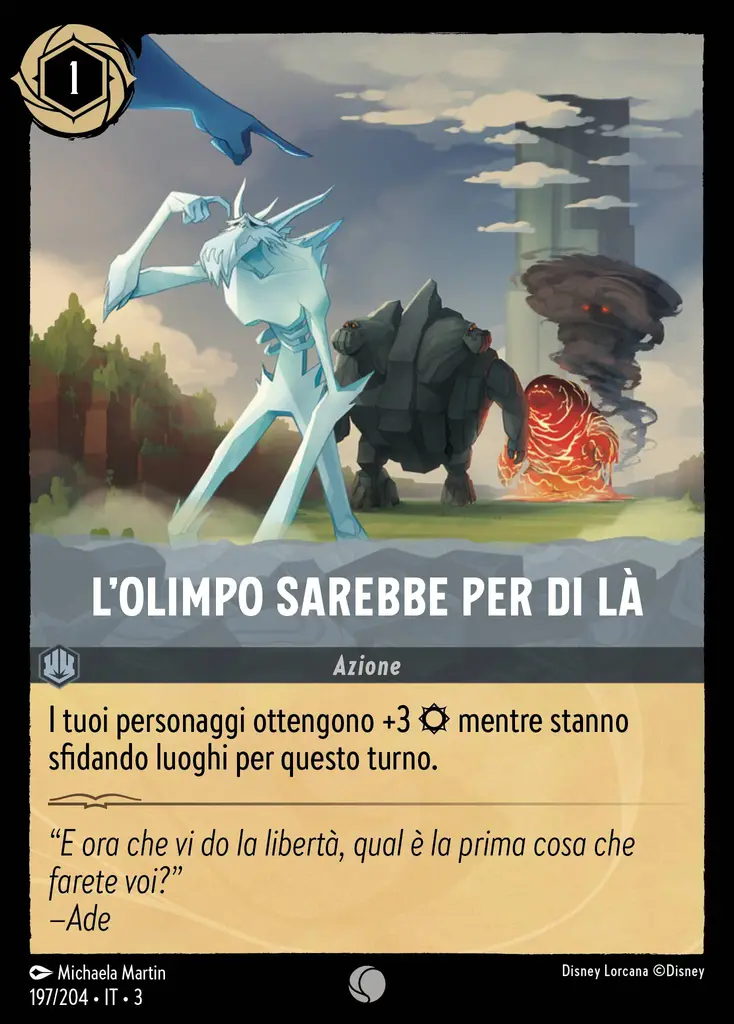 1
L'OLIMPO SAREBBE PER DI LÀ
Azione
I tuoi personaggi ottengono +3 mentre stanno
sfidando luoghi per questo turno.
“E ora che vi do la libertà, qual è la prima cosa che
farete voi?”
–Ade
Michaela Martin
Disney Lorcana ©Disney
197/204 • IT • 3